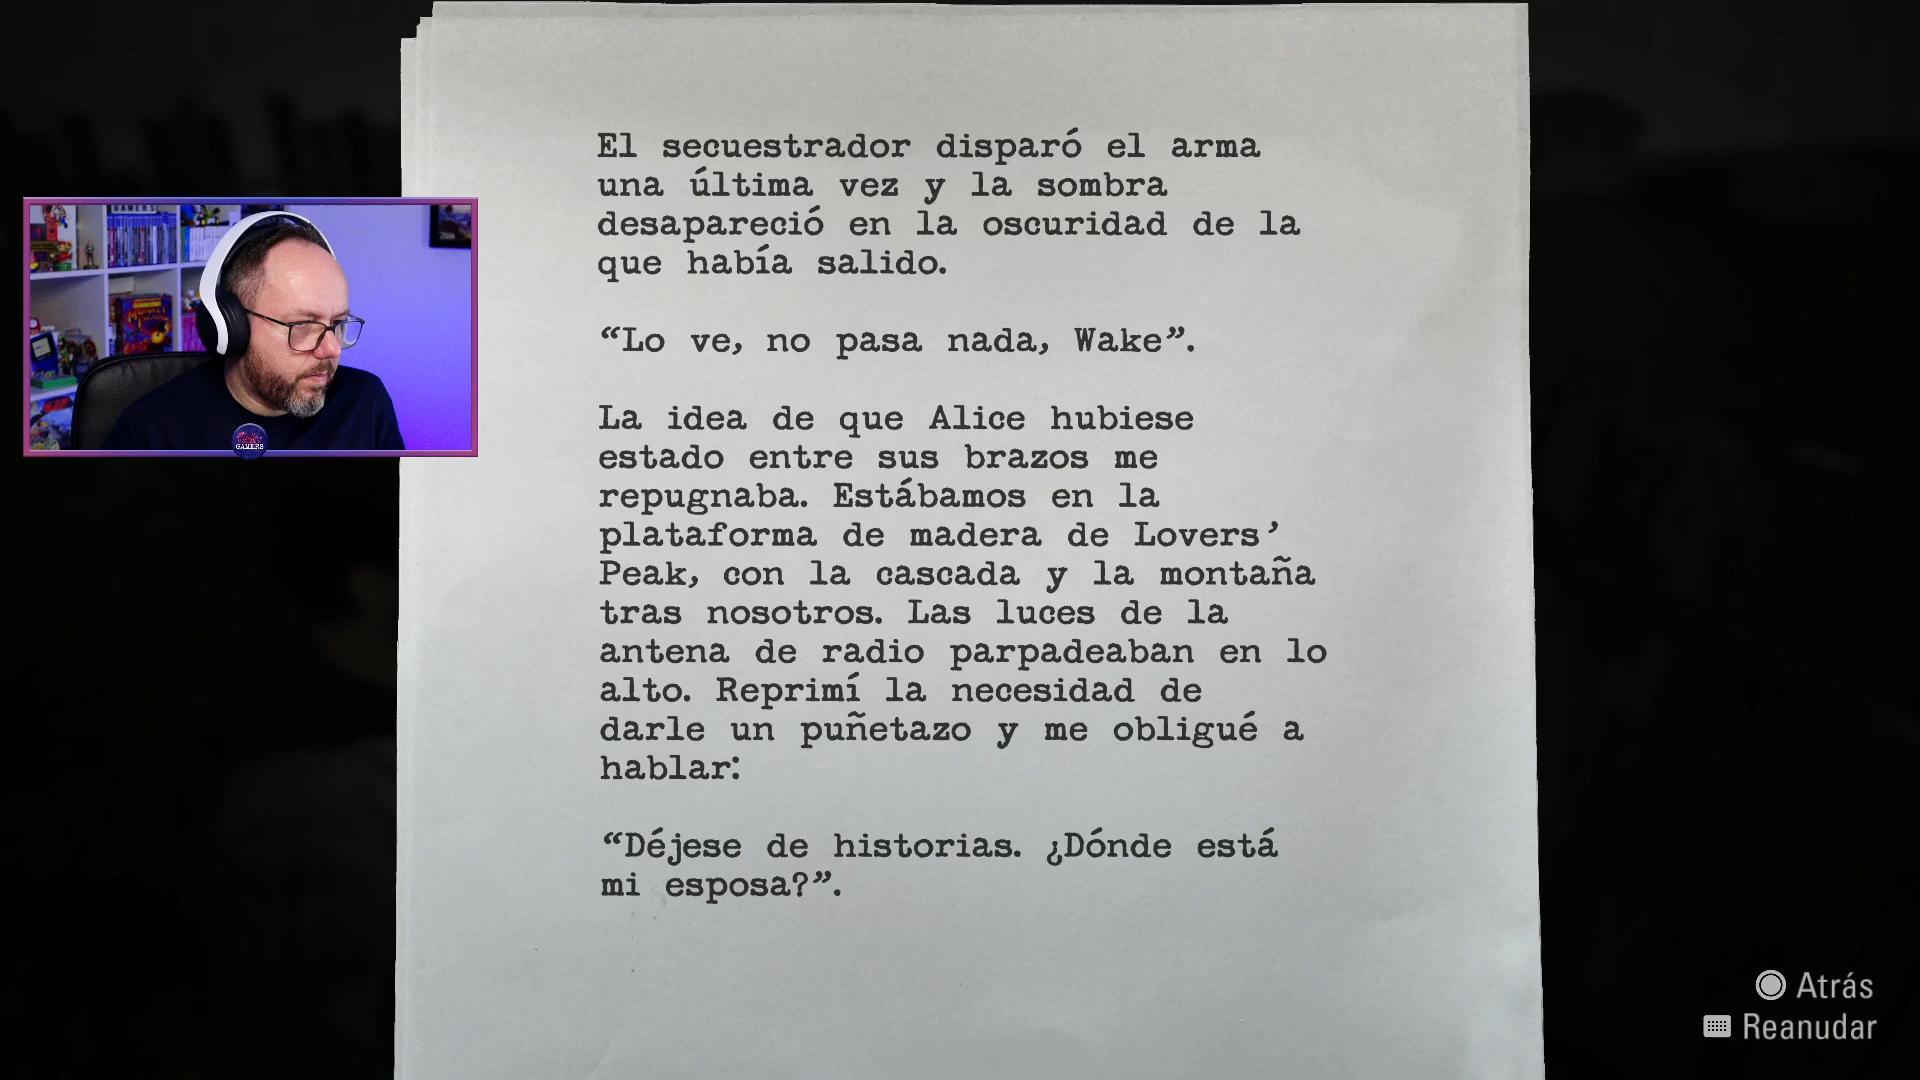 El secuestrador disparó el arma
una última vez y la sombra
desapareció en la oscuridad de la
que había salido.
“Lo ve, no pasa nada, Wake”.
La idea de que Alice hubiese
estado entre sus brazos me
repugnaba. Estábamos en la
plataforma de madera de Lovers’
Peak, con la cascada y la montaña
tras nosotros. Las luces de la
antena de radio parpadeaban en lo
alto. Reprimí la necesidad de
darle un puñetazo y me obligué a
hablar:
“Déjese de historias. ¿Dónde está
mi esposa?”.
GAMERS
Atrás
Reanudar